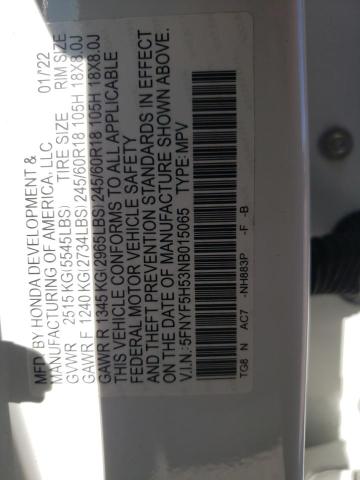 MFD BY HONDA DEVELOPMENT & 01/22
MANUFACTURING OF AMERICA, LLC
GVWR 2515 KG(5545LBS) TIRE SIZE RIM SIZE
GAWR F 1240 KG(2734LBS) 245/60R18 105H 18X8.0J
GAWR R 1345 KG(2965LBS) 245/60R18 105H 18X8.0J
THIS VEHICLE CONFORMS TO ALL APPLICABLE
FEDERAL MOTOR VEHICLE SAFETY
AND THEFT PREVENTION STANDARDS IN EFFECT
ON THE DATE OF MANUFACTURE SHOWN ABOVE.
V.I.N.: 5FNYF5H53NB015065 TYPE: MPV
TG8 N AC7 -NH883P -F -B